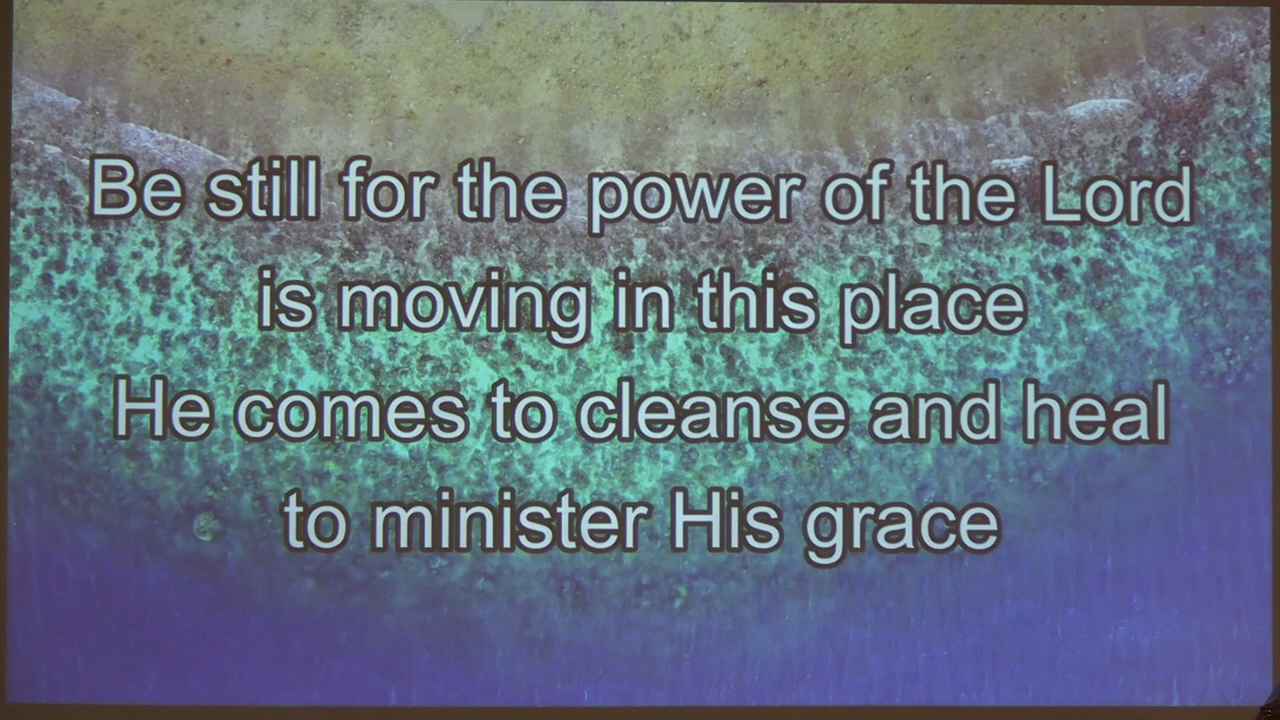 Be still for the power of the Lord
is moving in this place
He comes to cleanse and heal
to minister His grace